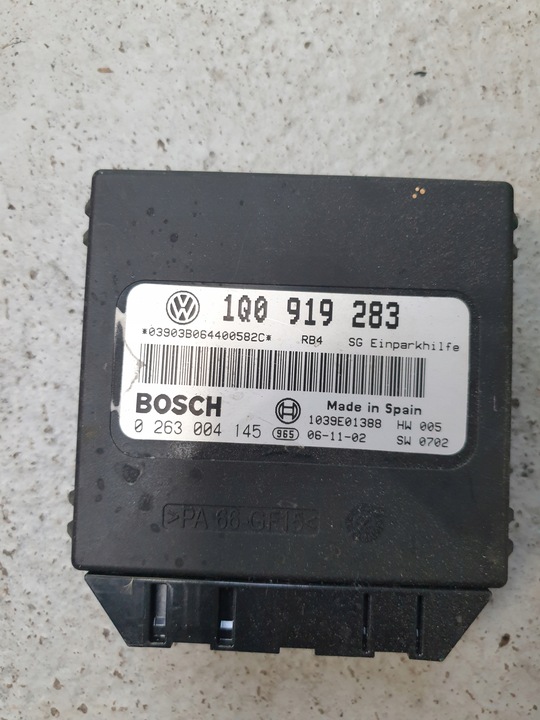 1Q0 919 283
*03903B064400582C* RB4 SG Einparkhilfe
BOSCH Made in Spain
1039E01388 HW 005
0 263 004 145 965 06-11-02 SW 0702
>PA 66-GF15<